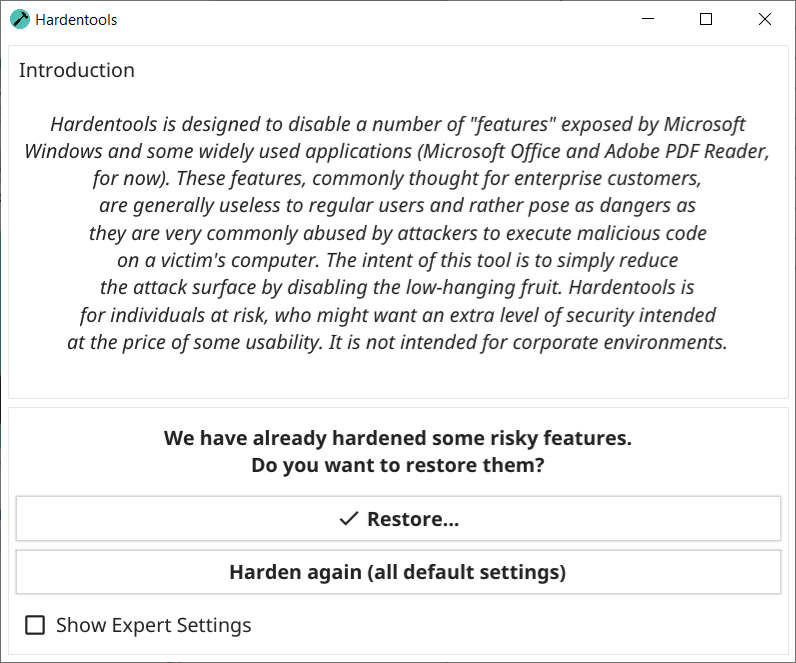 Hardentools
Introduction
Hardentools is designed to disable a number of "features" exposed by Microsoft
Windows and some widely used applications (Microsoft Office and Adobe PDF Reader,
for now). These features, commonly thought for enterprise customers,
are generally useless to regular users and rather pose as dangers as
they are very commonly abused by attackers to execute malicious code
on a victim's computer. The intent of this tool is to simply reduce
the attack surface by disabling the low-hanging fruit. Hardentools is
for individuals at risk, who might want an extra level of security intended
at the price of some usability. It is not intended for corporate environments.
We have already hardened some risky features.
Do you want to restore them?
Restore...
Harden again (all default settings)
Show Expert Settings